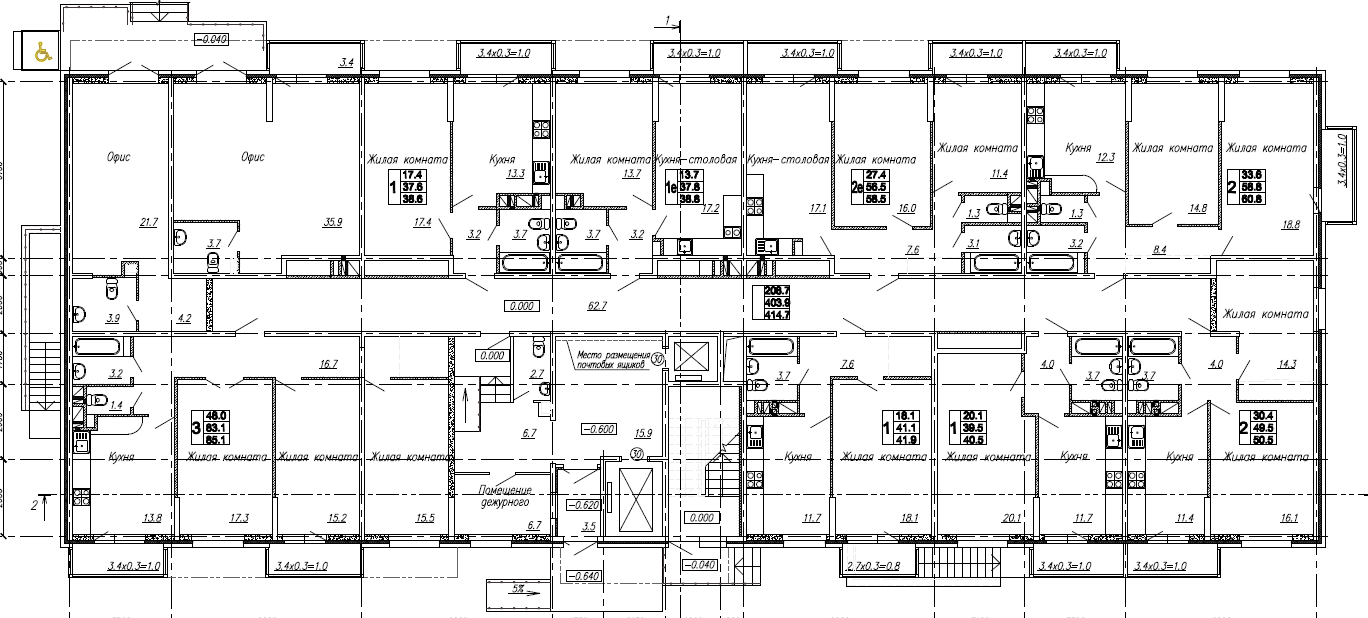 1
-0.040
3.4
3.4x0.3=1.0
3.4x0.3=1.0
3.4x0.3=1.0
3.4x0.3=1.0
3.4x0.3=1.0
3.4x0.3=1.0
Офис
Офис
Жилая комната
Кухня
Жилая комната
Кухня-столовая
Кухня-столовая
Жилая комната
Жилая комната
Кухня
Жилая комната
1
17.4
37.6
38.6
13.3
13.7
1е
13.7
37.6
38.6
2е
27.4
56.5
58.5
11.4
12.3
2
33.6
58.8
60.8
21.7
35.9
17.4
17.2
17.1
16.0
1.3
1.3
14.8
18.8
3.7
3.2
3.7
3.7
3.2
7.6
3.1
3.2
8.4
0.000
62.7
208.7
403.9
414.7
3.9
4.2
Жилая комната
3.2
16.7
0.000
2.7
Место размещения
почтовых ящиков
30
3.7
7.6
4.0
3.7
3.7
4.0
14.3
1.4
3
48.0
83.1
85.1
6.7
-0.600
15.9
30
1
18.1
41.1
41.9
1
20.1
39.5
40.5
2
30.4
49.5
50.5
Кухня
Жилая комната
Жилая комната
Жилая комната
Кухня
Жилая комната
Жилая комната
Кухня
Кухня
Жилая комната
Помещение
дежурного
2
13.8
17.3
15.2
15.5
6.7
-0.620
3.5
0.000
11.7
18.1
20.1
11.7
11.4
16.1
3.4x0.3=1.0
3.4x0.3=1.0
-0.640
-0.040
2.7x0.3=0.8
3.4x0.3=1.0
3.4x0.3=1.0
5%